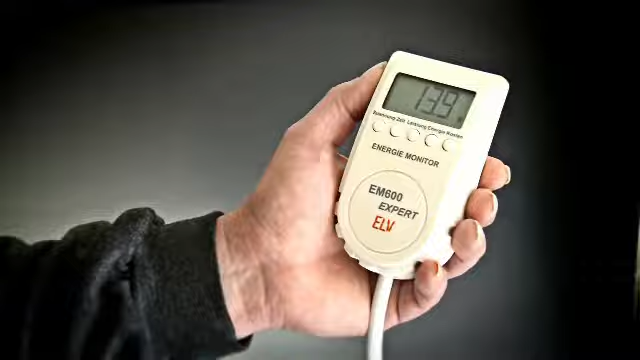 139
Spannung Zeit Leistung Energie Kosten
ENERGIE MONITOR
EM600
EXPERT
ELV